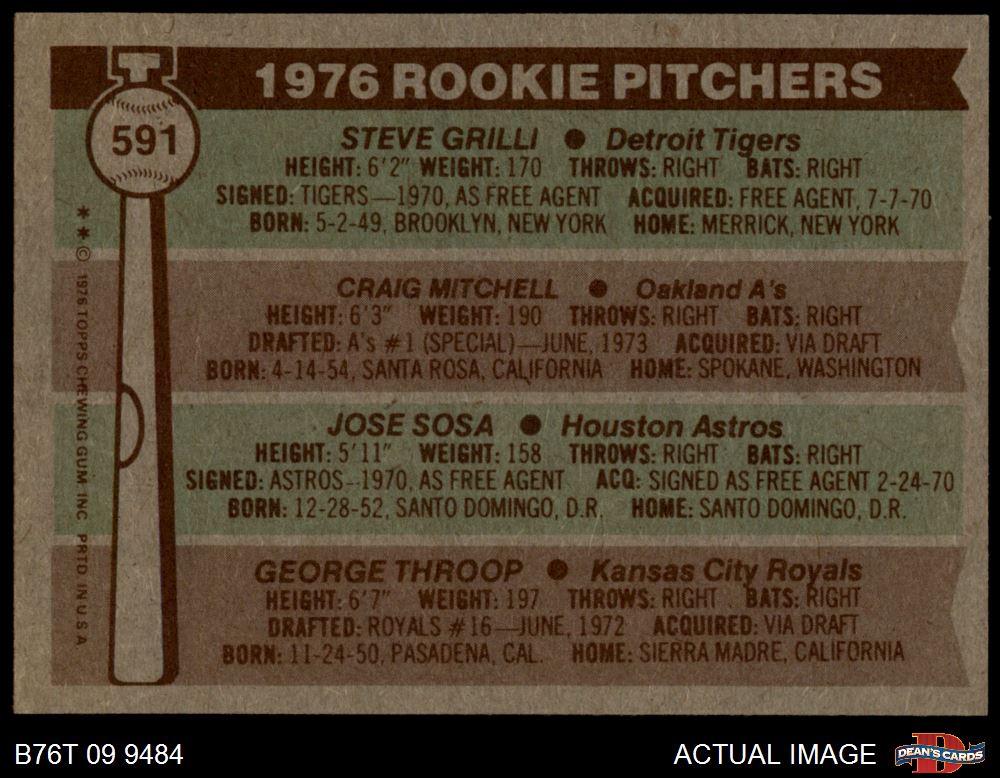 1976 ROOKIE PITCHERS
591
STEVE GRILLI ● Detroit Tigers
HEIGHT: 6'2" WEIGHT: 170 THROWS: RIGHT BATS: RIGHT
SIGNED: TIGERS—1970, AS FREE AGENT ACQUIRED: FREE AGENT, 7-7-70
BORN: 5-2-49, BROOKLYN, NEW YORK HOME: MERRICK, NEW YORK
CRAIG MITCHELL ● Oakland A's
HEIGHT: 6'3" WEIGHT: 190 THROWS: RIGHT BATS: RIGHT
DRAFTED: A's #1 (SPECIAL)—JUNE, 1973 ACQUIRED: VIA DRAFT
BORN: 4-14-54, SANTA ROSA, CALIFORNIA HOME: SPOKANE, WASHINGTON
JOSE SOSA ● Houston Astros
HEIGHT: 5'11" WEIGHT: 158 THROWS: RIGHT BATS: RIGHT
SIGNED: ASTROS—1970, AS FREE AGENT ACQ: SIGNED AS FREE AGENT 2-24-70
BORN: 12-28-52, SANTO DOMINGO, D.R. HOME: SANTO DOMINGO, D.R.
GEORGE THROOP ● Kansas City Royals
HEIGHT: 6'7" WEIGHT: 197 THROWS: RIGHT BATS: RIGHT
DRAFTED: ROYALS #16—JUNE, 1972 ACQUIRED: VIA DRAFT
BORN: 11-24-50, PASADENA, CAL. HOME: SIERRA MADRE, CALIFORNIA
**© 1976 TOPPS CHEWING GUM, INC. PRTD. IN U.S.A.
B76T 09 9484
ACTUAL IMAGE
DEAN'S CARDS